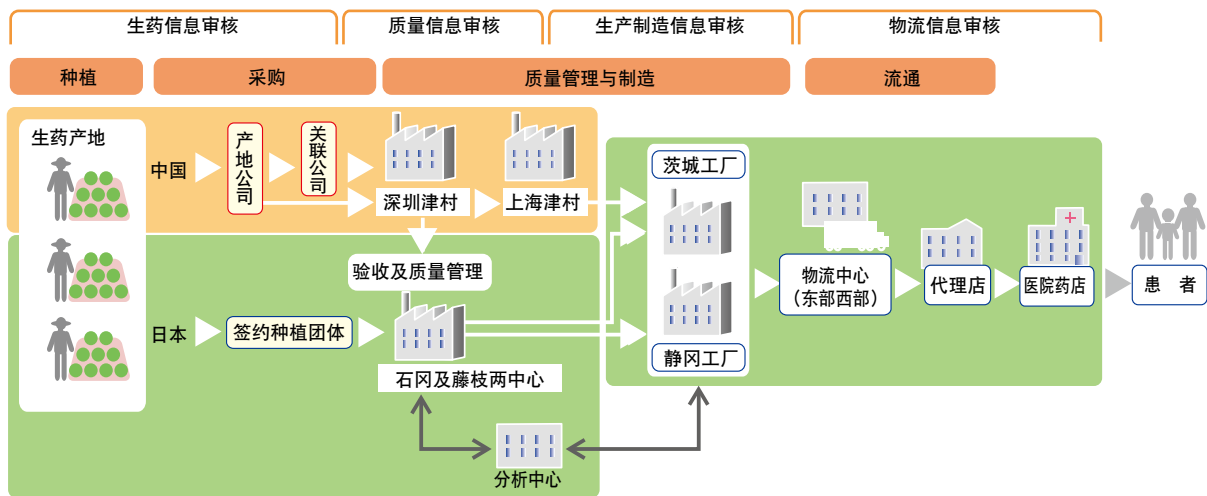 生药信息审核
质量信息审核
生产制造信息审核
物流信息审核
种植
采购
质量管理与制造
流通
生药产地
中国
产地公司
关联公司
深圳津村
上海津村
茨城工厂
验收及质量管理
物流中心
（东部西部）
代理店
医院药店
患 者
日本
签约种植团体
石冈及藤枝两中心
静冈工厂
分析中心